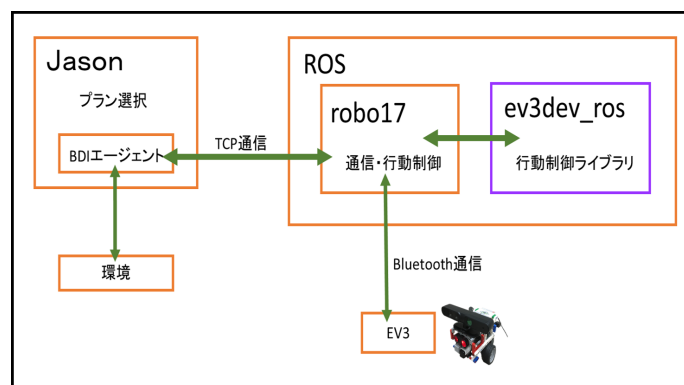 Jason
プラン選択
BDIエージェント
環境
TCP通信
ROS
robo17
通信・行動制御
ev3dev_ros
行動制御ライブラリ
Bluetooth通信
EV3